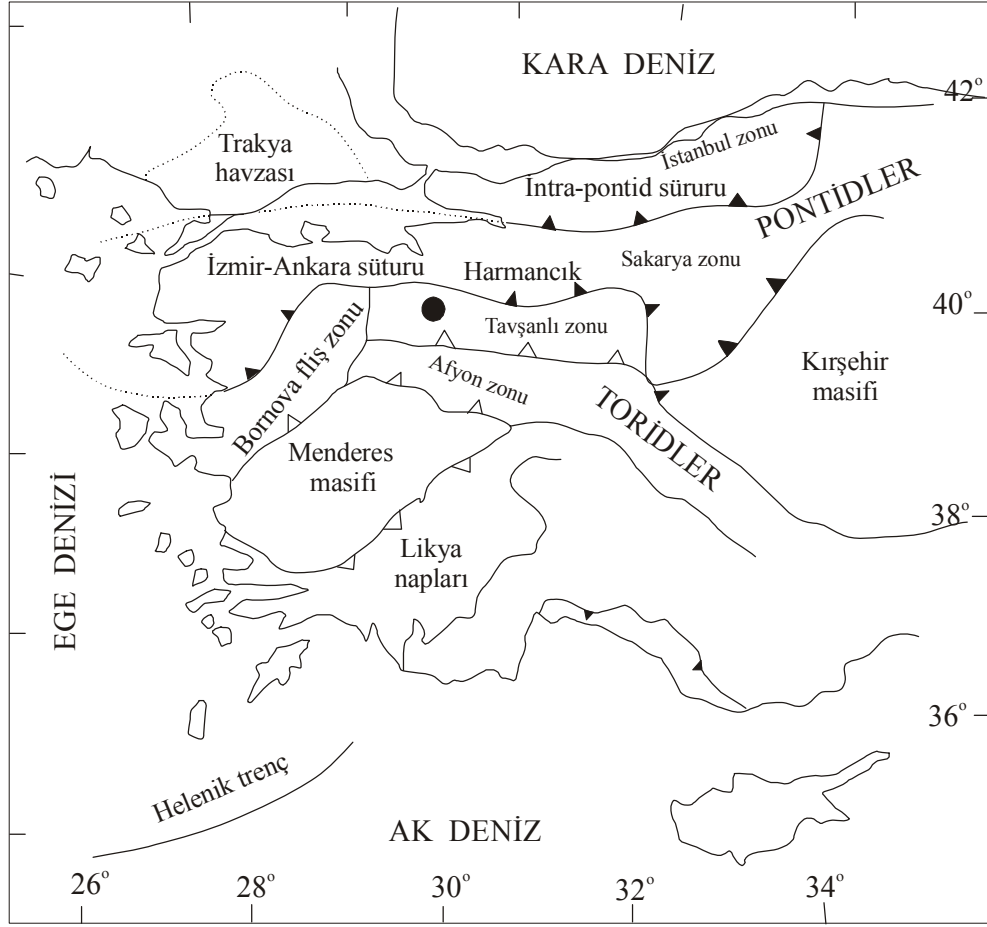 KARA DENİZ
42°
İstanbul zonu
Trakya
havzası
İntra-pontid süruru
PONTİDLER
Sakarya zonu
İzmir-Ankara süturu
Harmancık
40°
Tavşanlı zonu
Bornova fliş zonu
Afyon zonu
Kırşehir
masifi
TORİDLER
Menderes
masifi
EGE DENİZİ
38°
Likya
napları
36°
Helenik trenç
AK DENİZ
26°
28°
30°
32°
34°